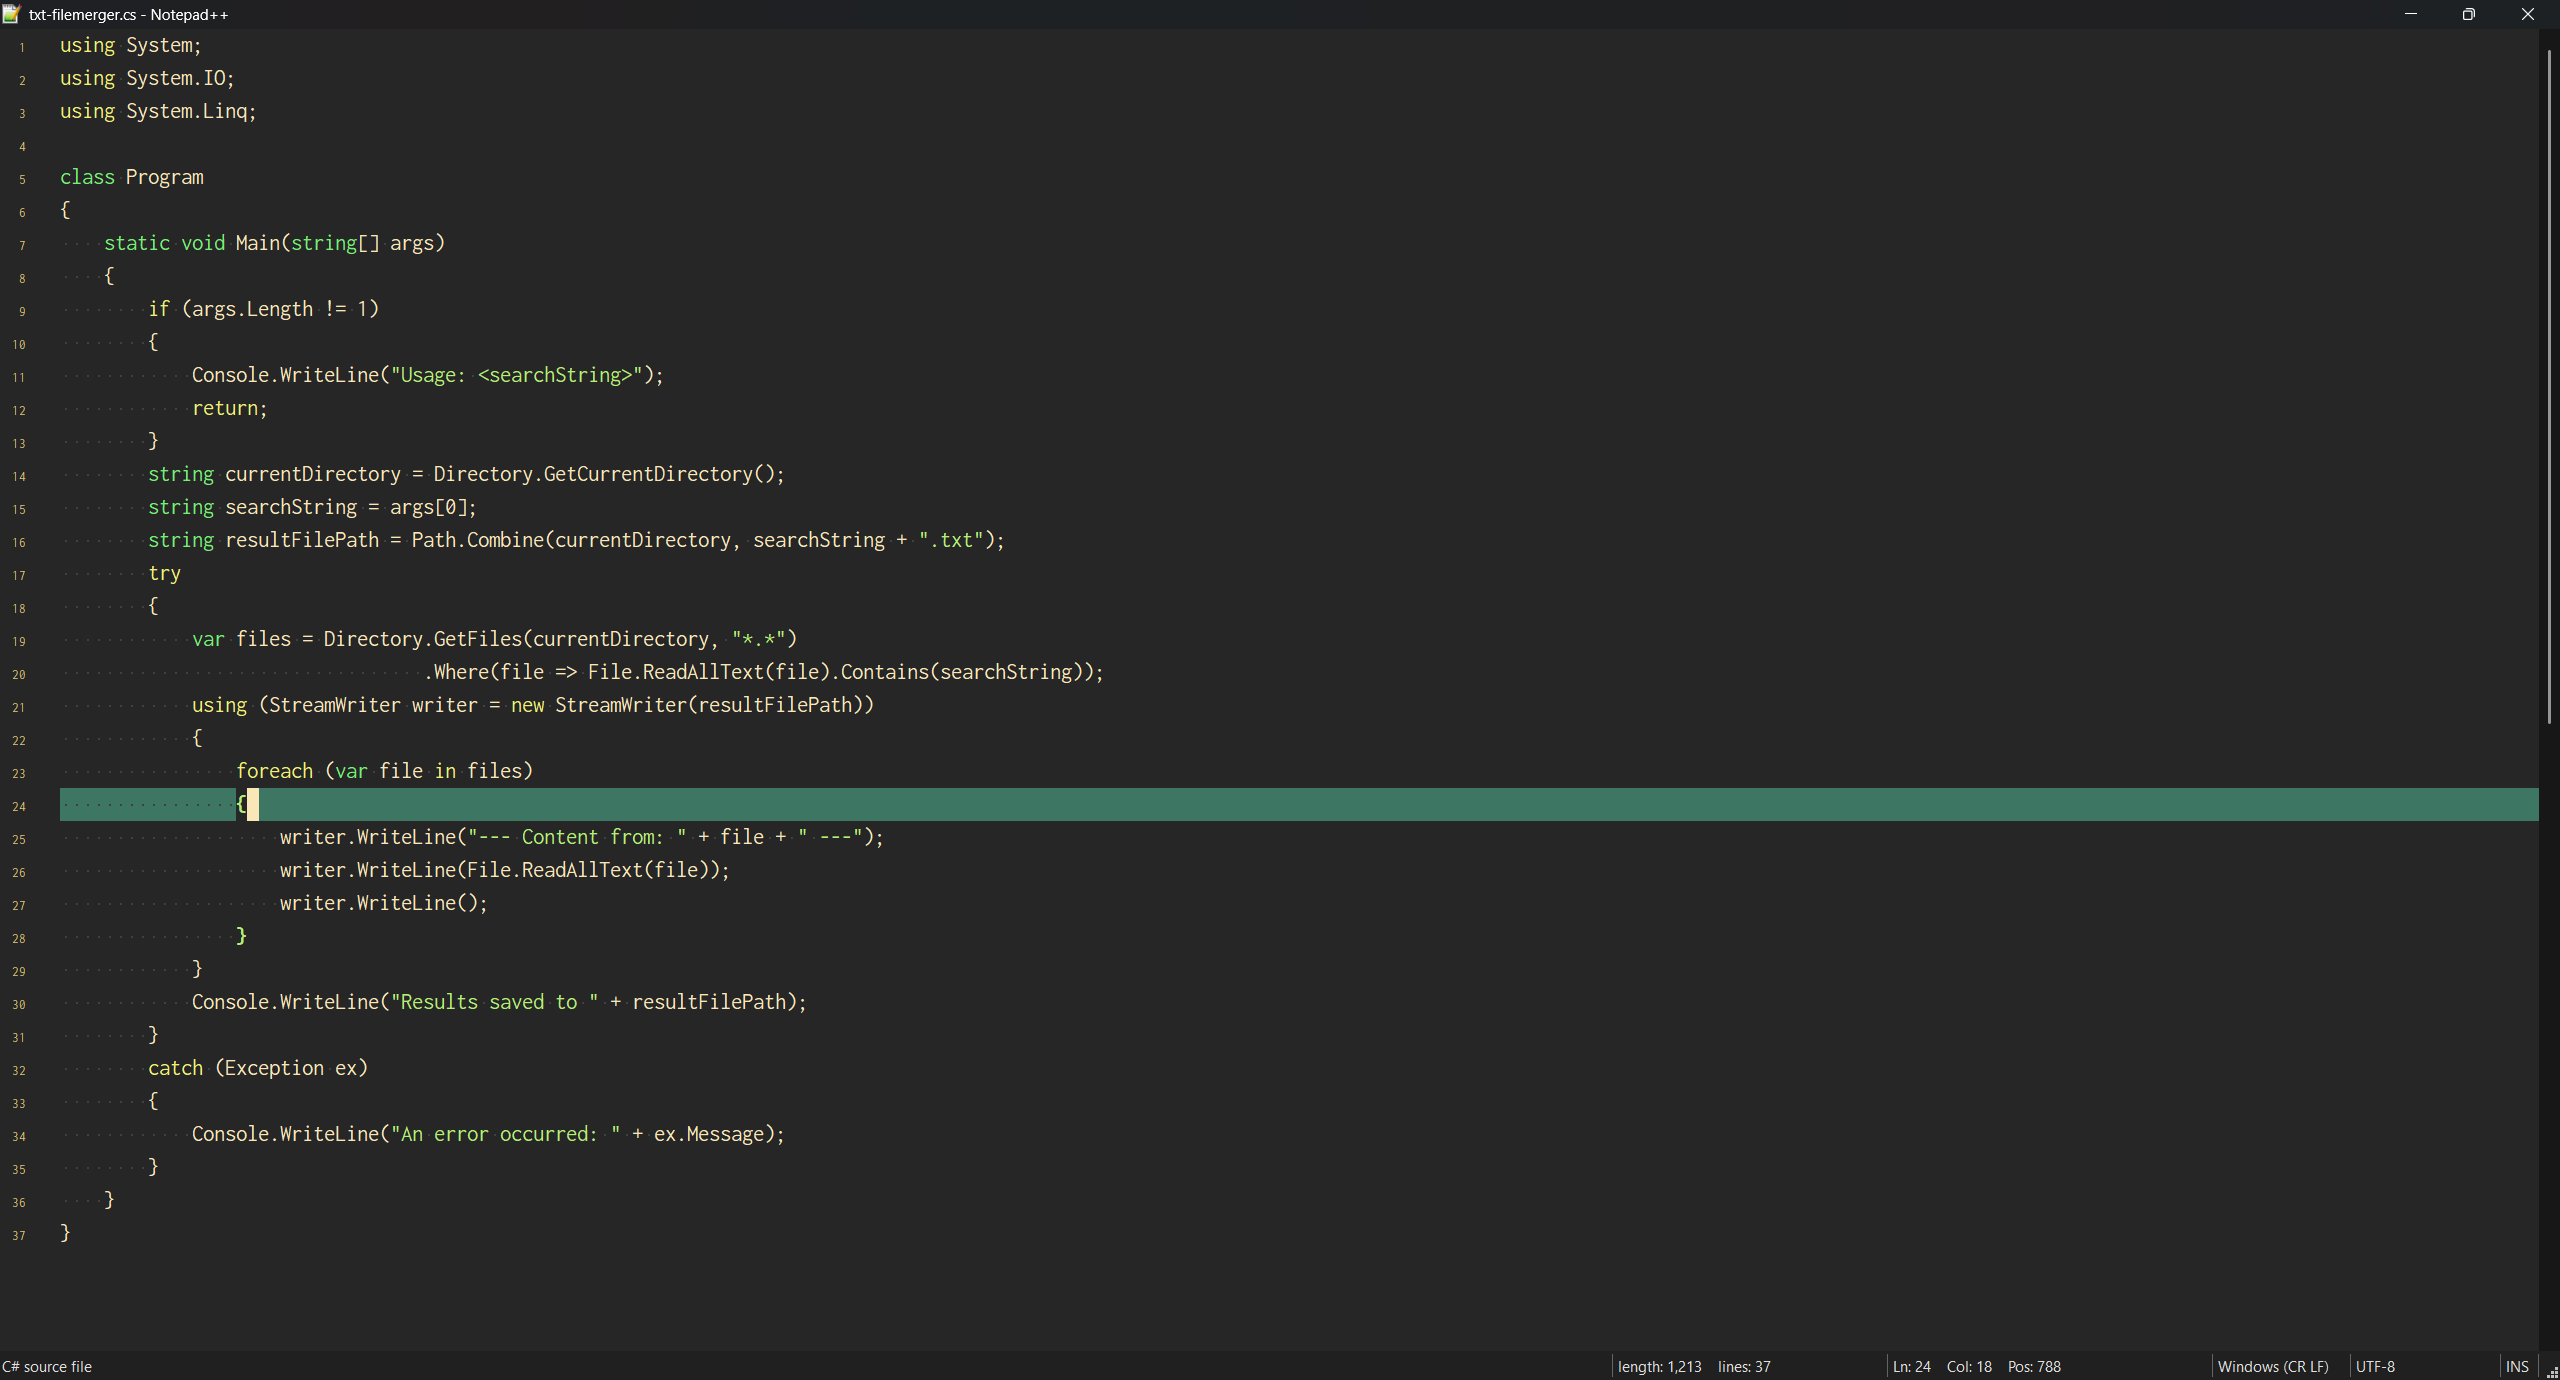 txt-filemerger.cs - Notepad++
1 using System;
2 using System.IO;
3 using System.Linq;
4
5 class Program
6 {
7     static void Main(string[] args)
8     {
9         if (args.Length != 1)
10         {
11             Console.WriteLine("Usage: <searchString>");
12             return;
13         }
14         string currentDirectory = Directory.GetCurrentDirectory();
15         string searchString = args[0];
16         string resultFilePath = Path.Combine(currentDirectory, searchString + ".txt");
17         try
18         {
19             var files = Directory.GetFiles(currentDirectory, "*.*")
20                                  .Where(file => File.ReadAllText(file).Contains(searchString));
21             using (StreamWriter writer = new StreamWriter(resultFilePath))
22             {
23                 foreach (var file in files)
24                 {
25                     writer.WriteLine("--- Content from: " + file + " ---");
26                     writer.WriteLine(File.ReadAllText(file));
27                     writer.WriteLine();
28                 }
29             }
30             Console.WriteLine("Results saved to " + resultFilePath);
31         }
32         catch (Exception ex)
33         {
34             Console.WriteLine("An error occurred: " + ex.Message);
35         }
36     }
37 }
C# source file length: 1,213 lines: 37 Ln: 24 Col: 18 Pos: 788 Windows (CR LF) UTF-8 INS